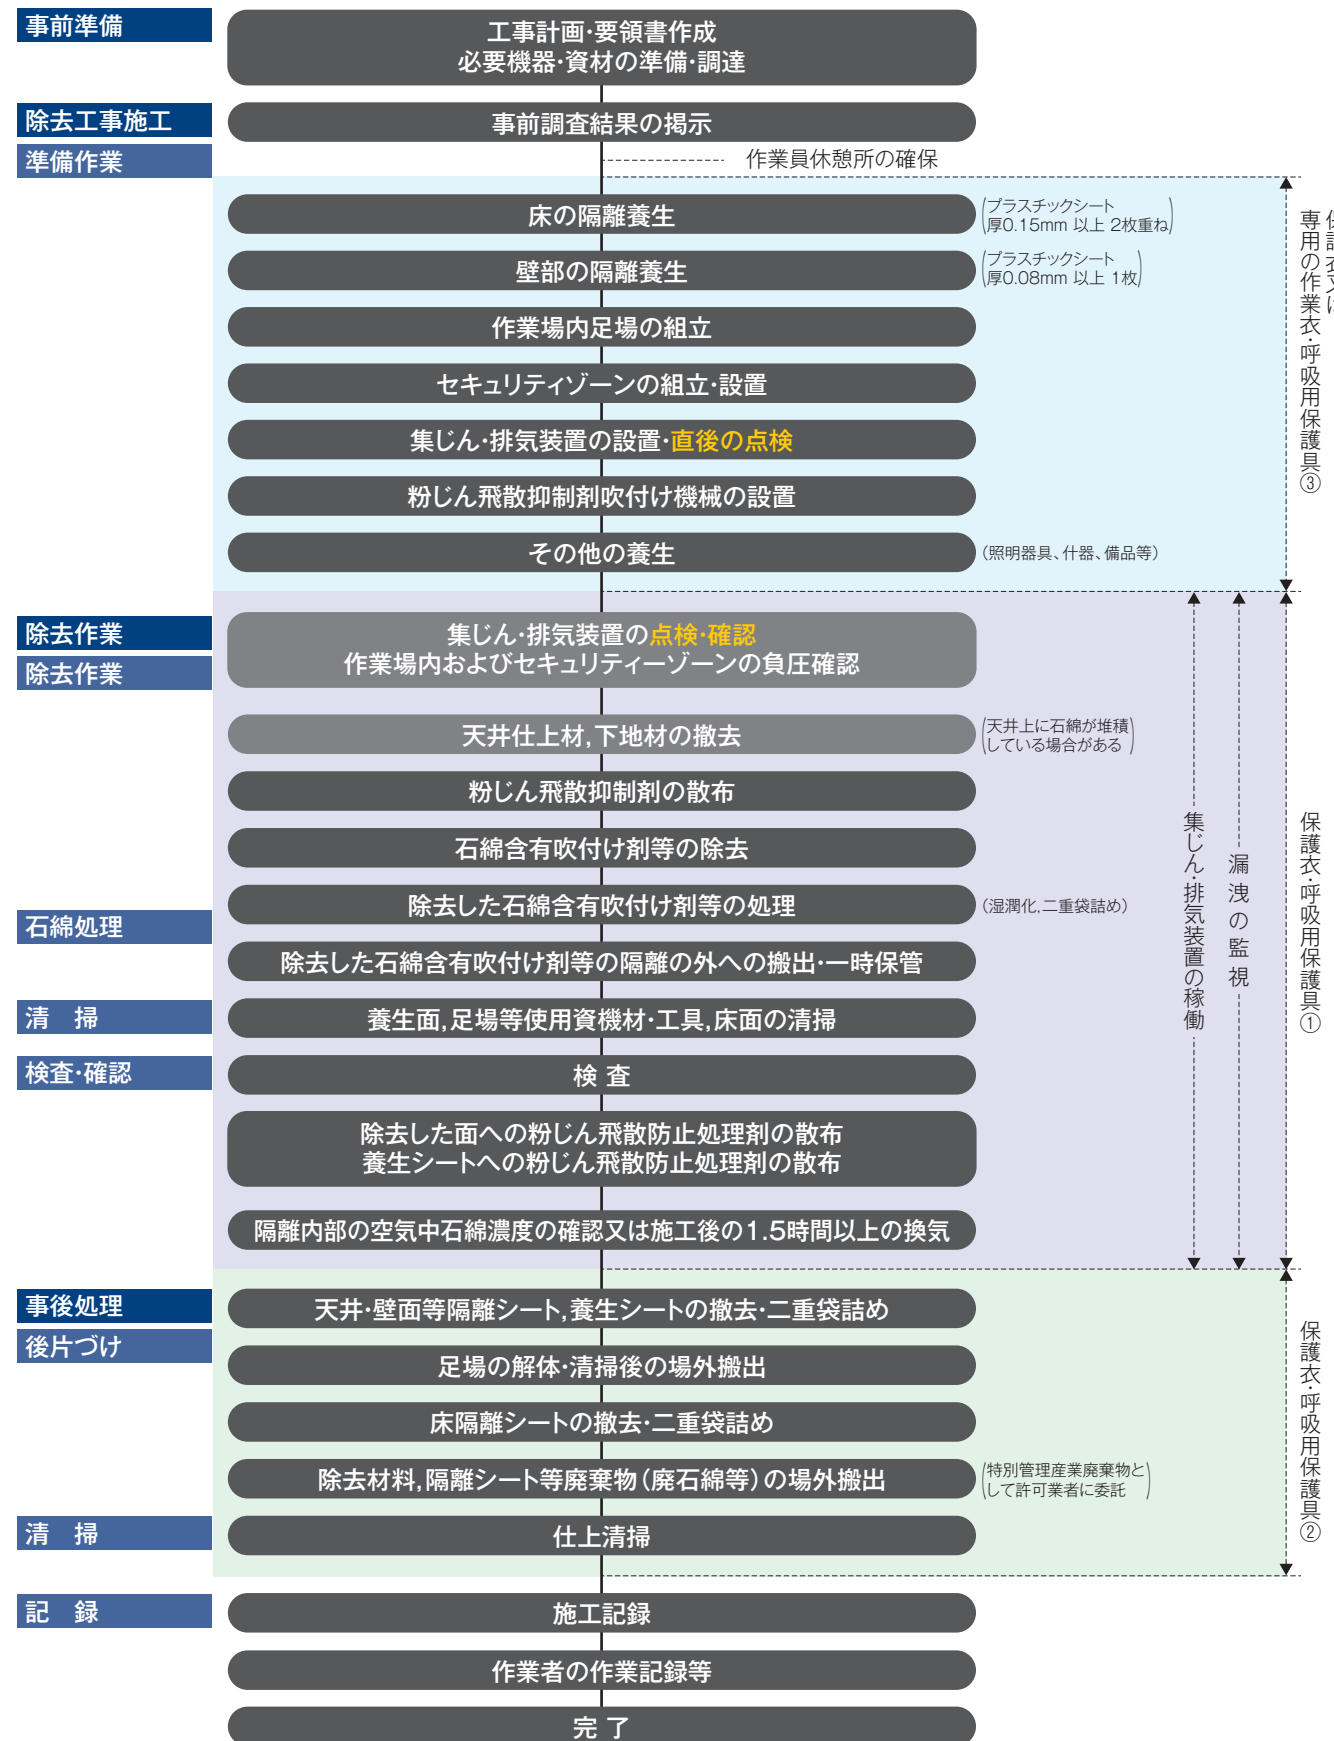 事前準備
工事計画・要領書作成
必要機器・資材の準備・調達
除去工事施工
事前調査結果の掲示
準備作業
作業員休憩所の確保
床の隔離養生
(プラスチックシート
厚0.15mm 以上 2枚重ね)
壁部の隔離養生
(プラスチックシート
厚0.08mm 以上 1枚)
作業場内足場の組立
セキュリティゾーンの組立・設置
集じん・排気装置の設置・直後の点検
粉じん飛散抑制剤吹付け機械の設置
その他の養生
(照明器具、什器、備品等)
保護衣又は
専用の作業衣・呼吸用保護具③
除去作業
除去作業
集じん・排気装置の点検・確認
作業場内およびセキュリティーゾーンの負圧確認
天井仕上材,下地材の撤去
(天井上に石綿が堆積
している場合がある)
粉じん飛散抑制剤の散布
石綿含有吹付け剤等の除去
石綿処理
除去した石綿含有吹付け剤等の処理
(湿潤化,二重袋詰め)
除去した石綿含有吹付け剤等の隔離の外への搬出・一時保管
清 掃
養生面,足場等使用資機材・工具,床面の清掃
検査・確認
検 査
除去した面への粉じん飛散防止処理剤の散布
養生シートへの粉じん飛散防止処理剤の散布
隔離内部の空気中石綿濃度の確認又は施工後の1.5時間以上の換気
集じん・排気装置の稼働
漏洩の監視
保護衣・呼吸用保護具①
事後処理
後片づけ
天井・壁面等隔離シート,養生シートの撤去・二重袋詰め
足場の解体・清掃後の場外搬出
床隔離シートの撤去・二重袋詰め
除去材料,隔離シート等廃棄物(廃石綿等)の場外搬出
(特別管理産業廃棄物と
して許可業者に委託)
清 掃
仕上清掃
保護衣・呼吸用保護具②
記 録
施工記録
作業者の作業記録等
完 了